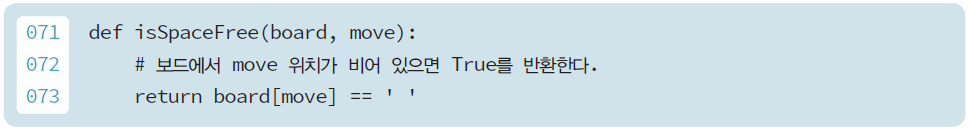 071 def isSpaceFree(board, move):
072     # 보드에서 move 위치가 비어 있으면 True를 반환한다.
073     return board[move] == ' '